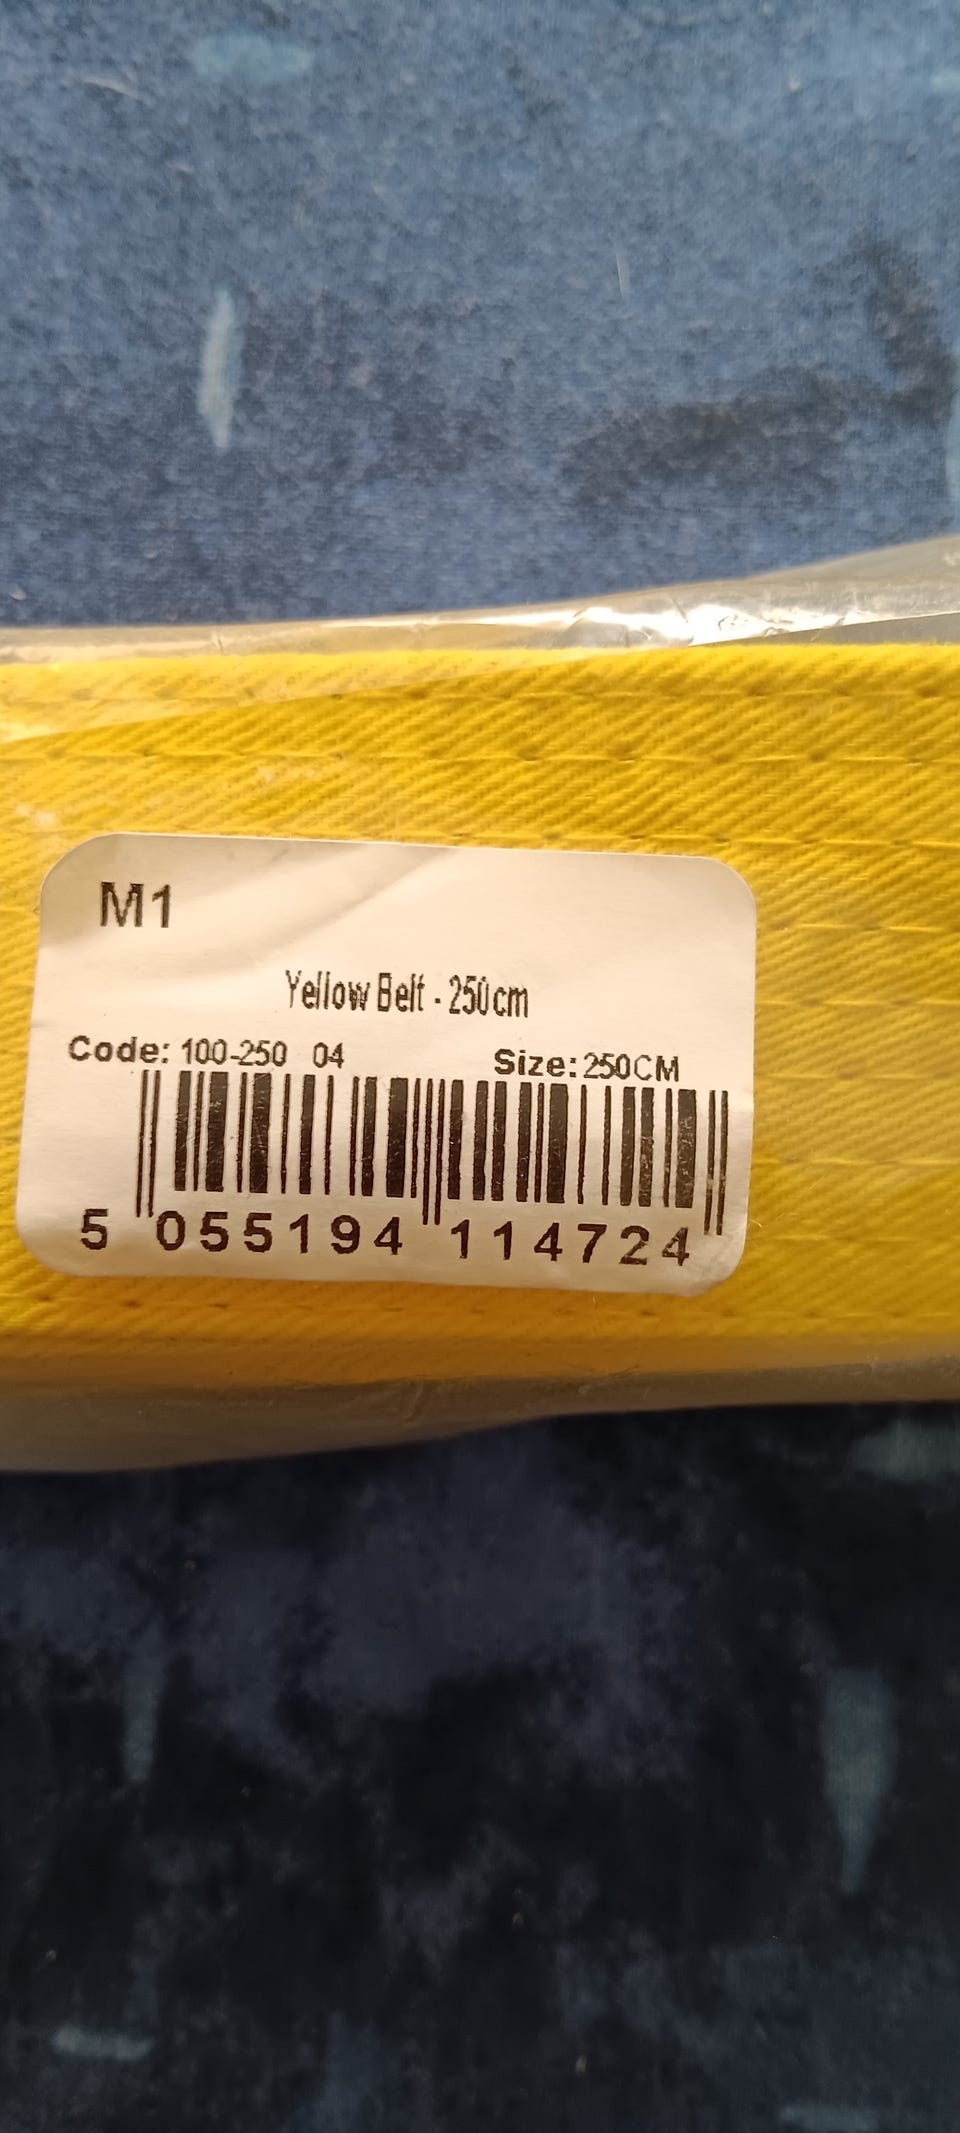 M1
Yellow Belt - 250cm
Code: 100-250 04 Size: 250CM
5 055194 114724